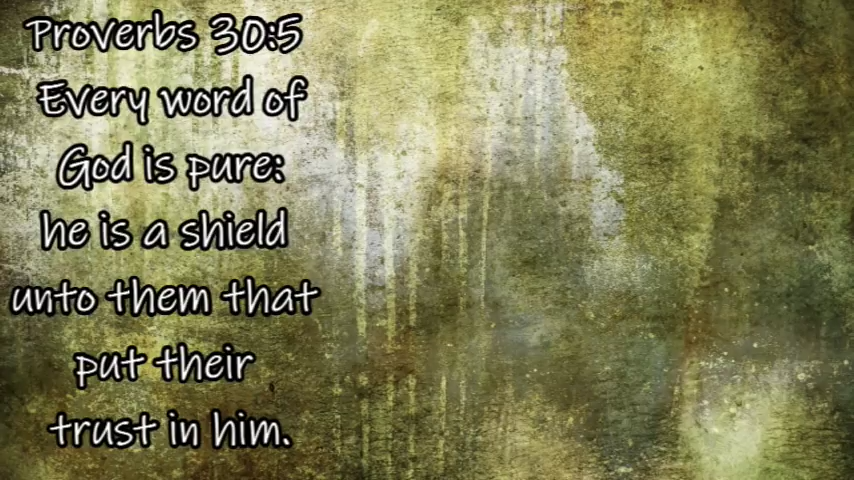 Proverbs 30:5
Every word of
God is pure:
he is a shield
unto them that
put their
trust in him.